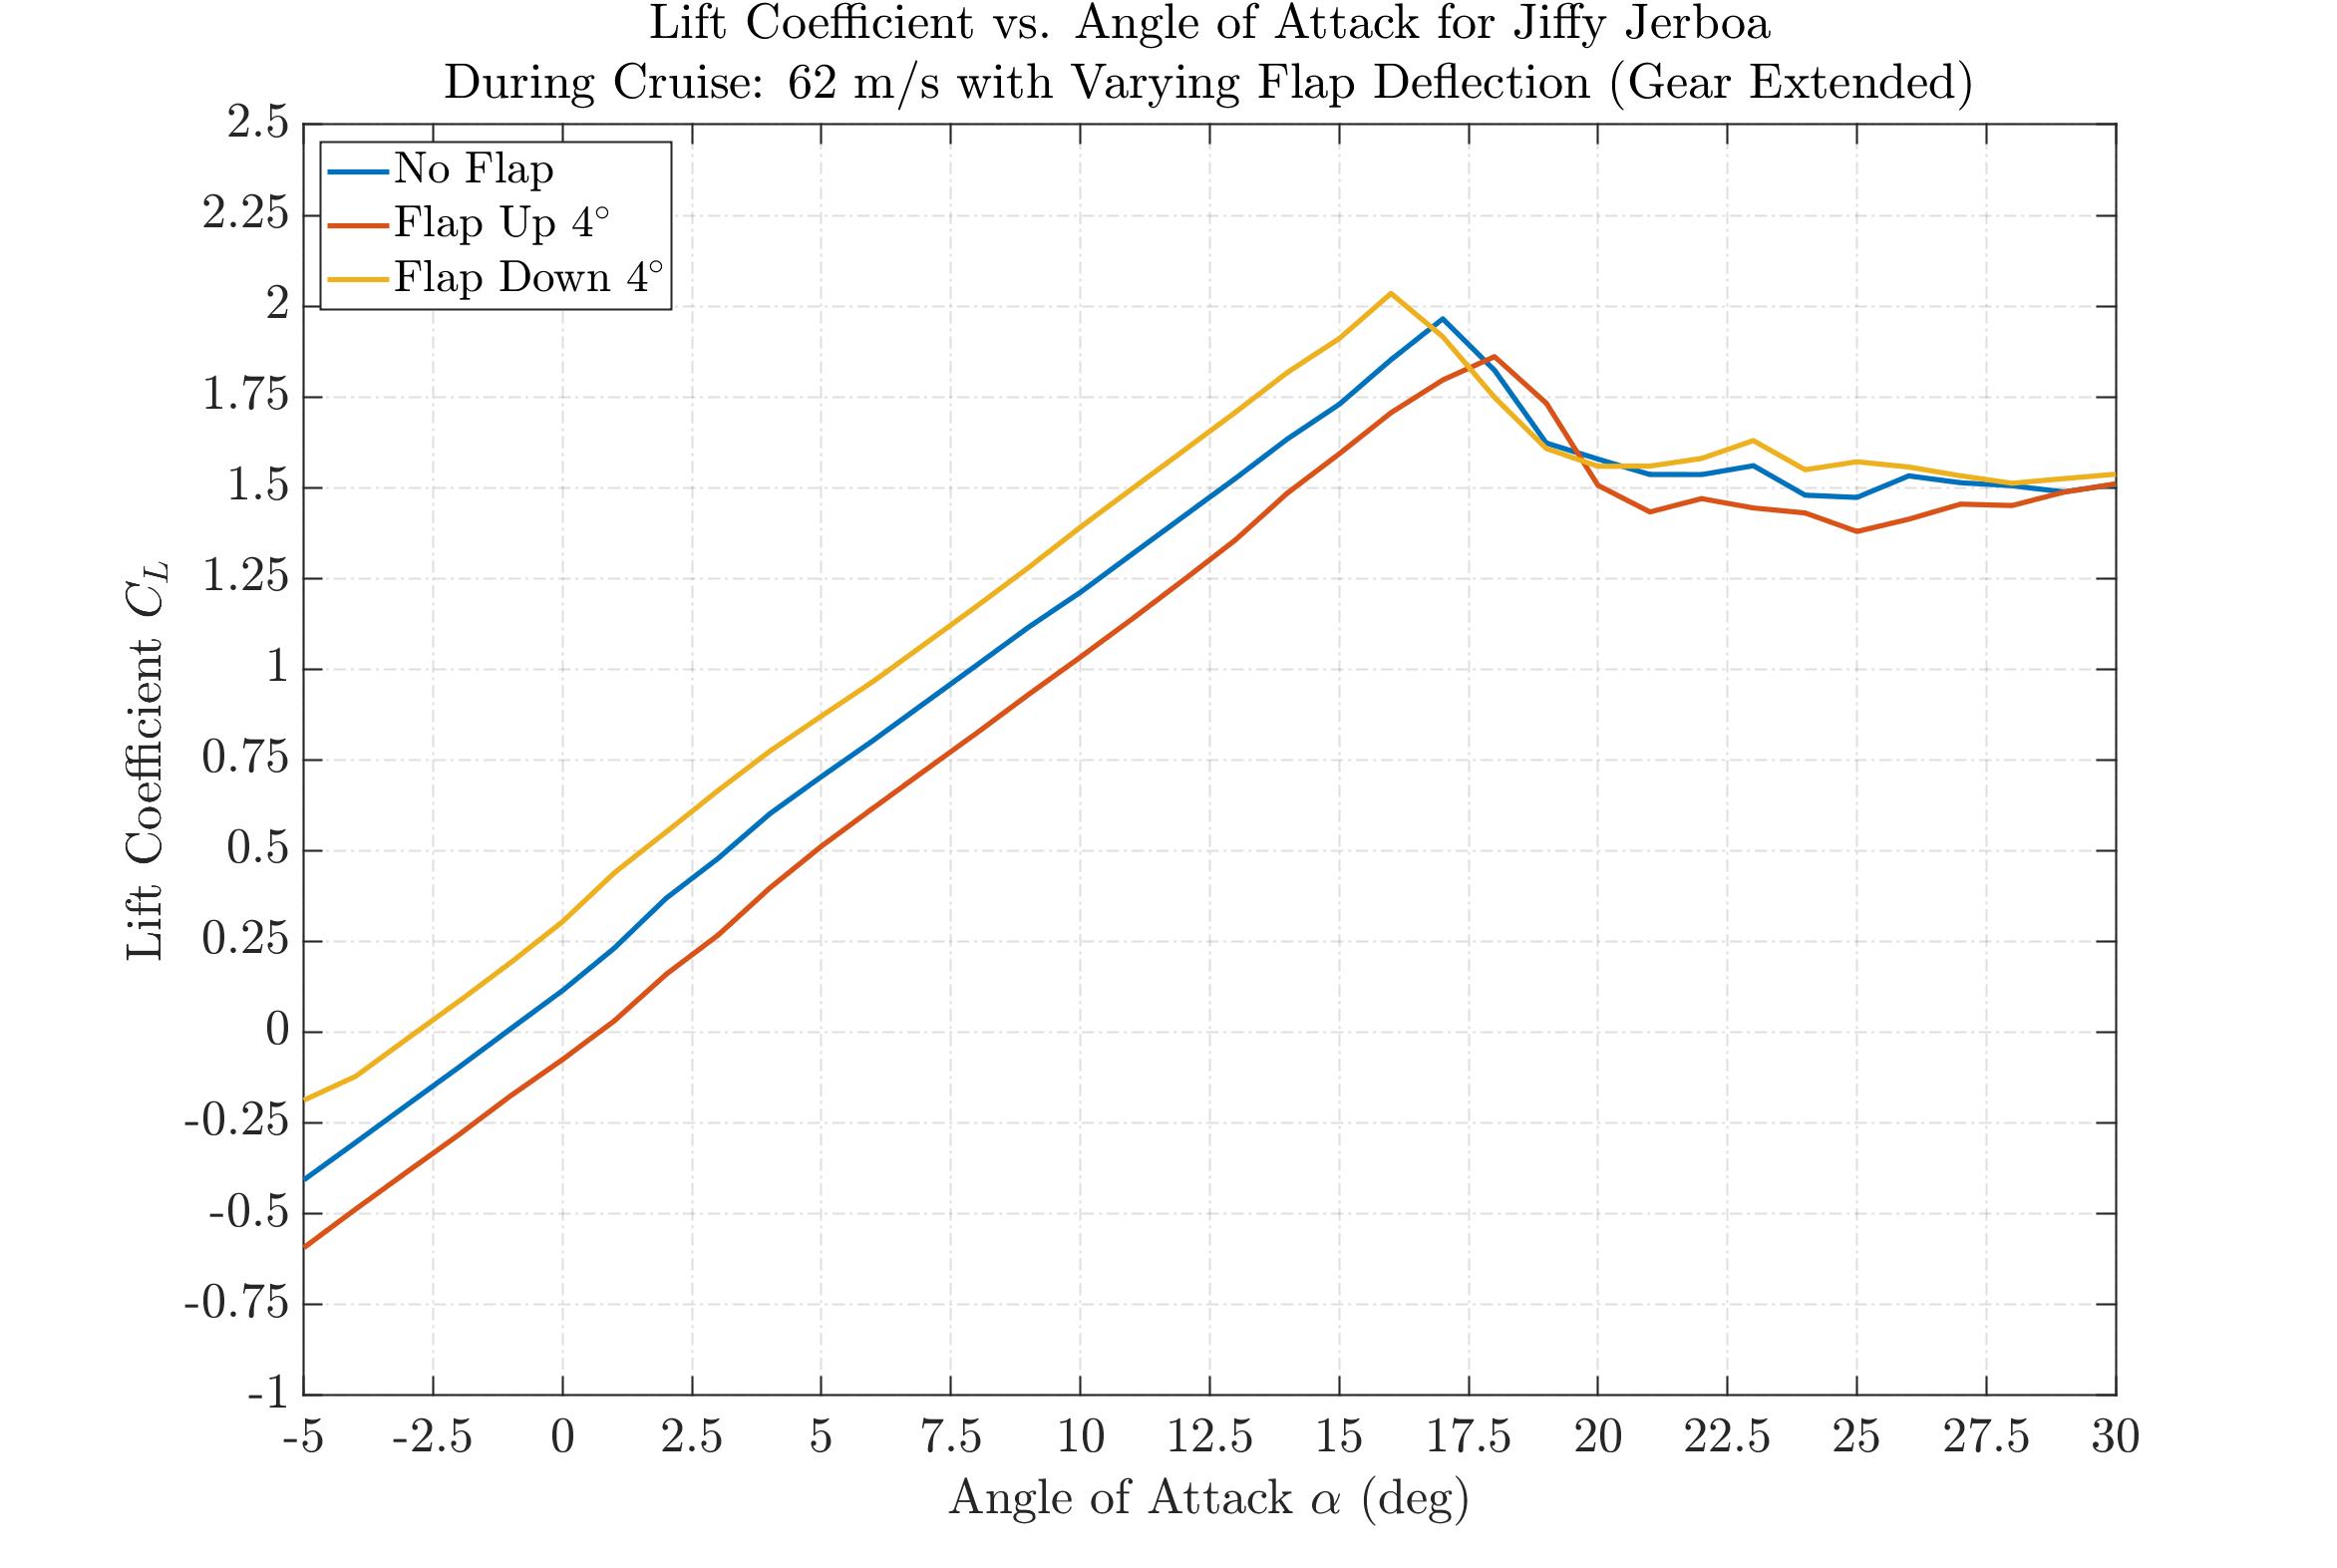 Lift Coefficient vs. Angle of Attack for Jiffy Jerboa
During Cruise: 62 m/s with Varying Flap Deflection (Gear Extended)
No Flap
Flap Up 4°
Flap Down 4°
2.5
2.25
2
1.75
1.5
1.25
1
0.75
0.5
0.25
0
-0.25
-0.5
-0.75
-1
Lift Coefficient C_L
-5 -2.5 0 2.5 5 7.5 10 12.5 15 17.5 20 22.5 25 27.5 30
Angle of Attack α (deg)